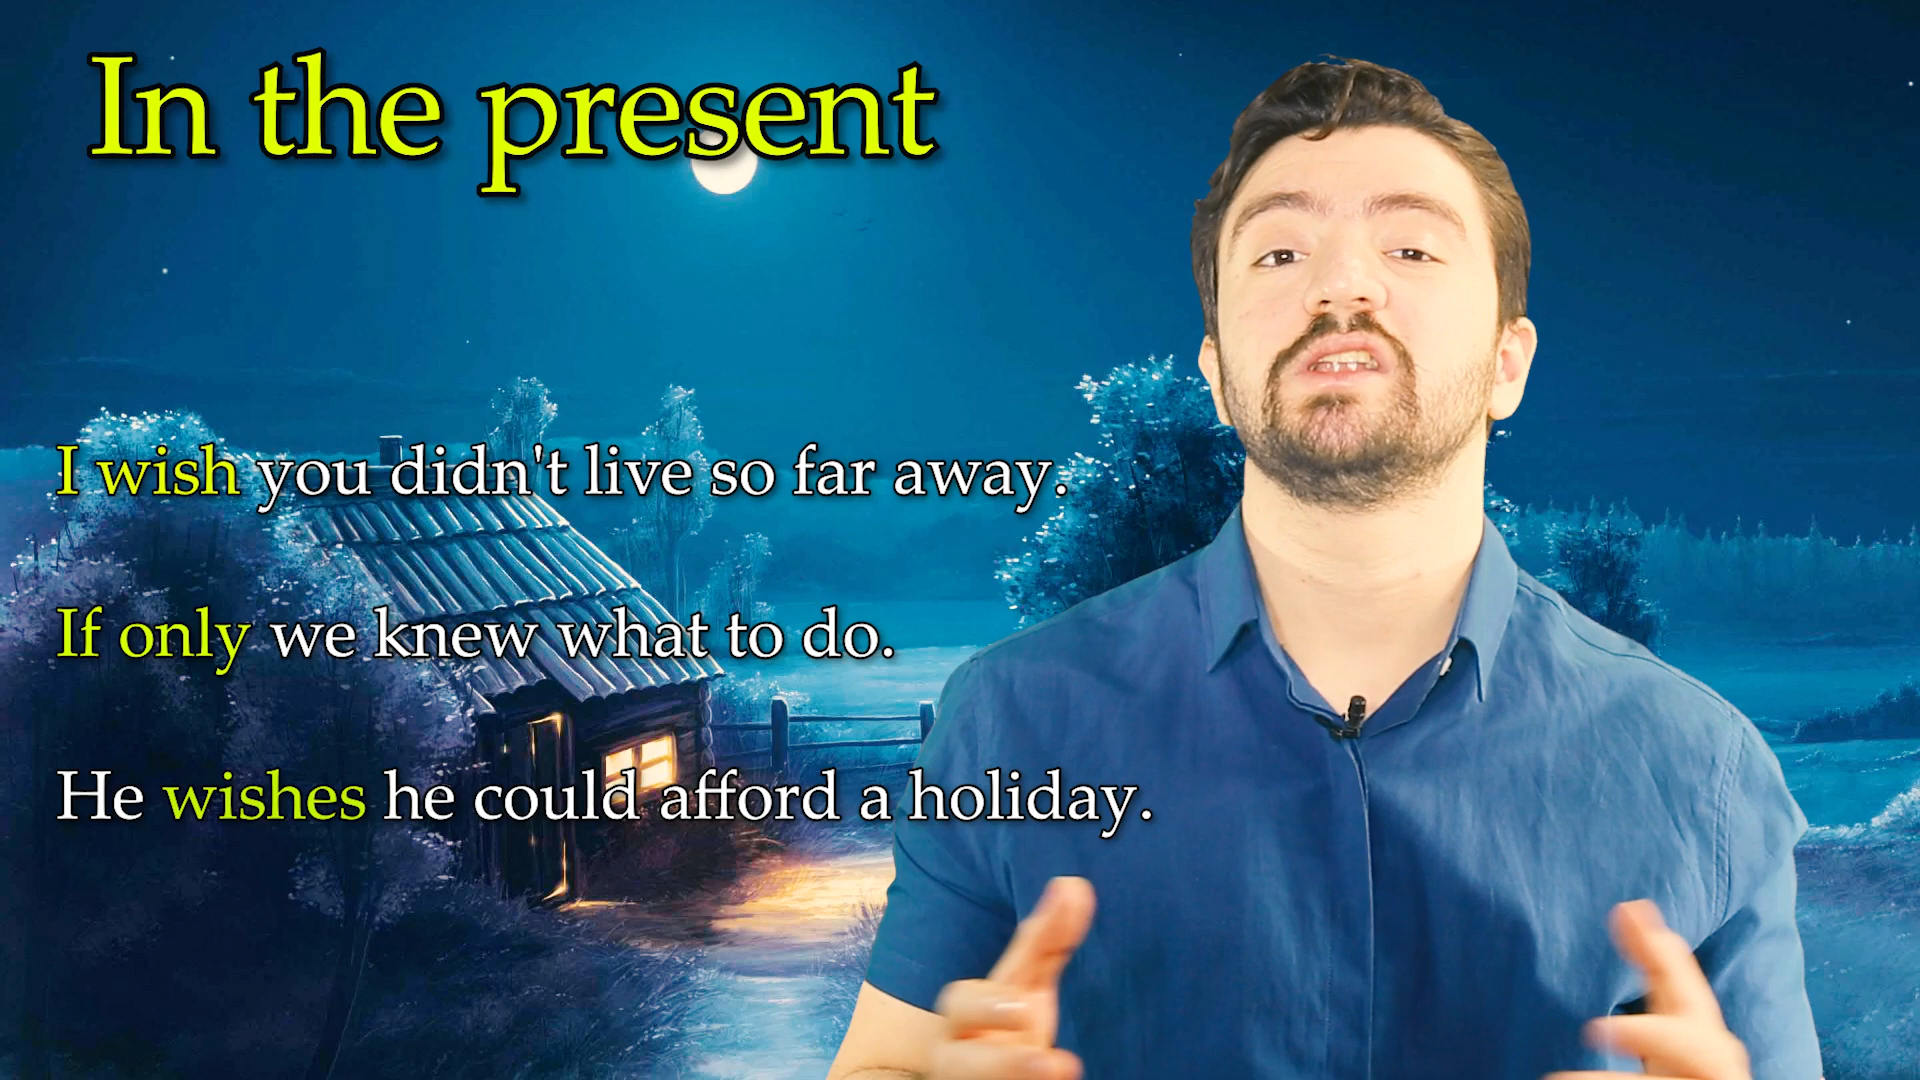 In the present
I wish you didn't live so far away.
If only we knew what to do.
He wishes he could afford a holiday.